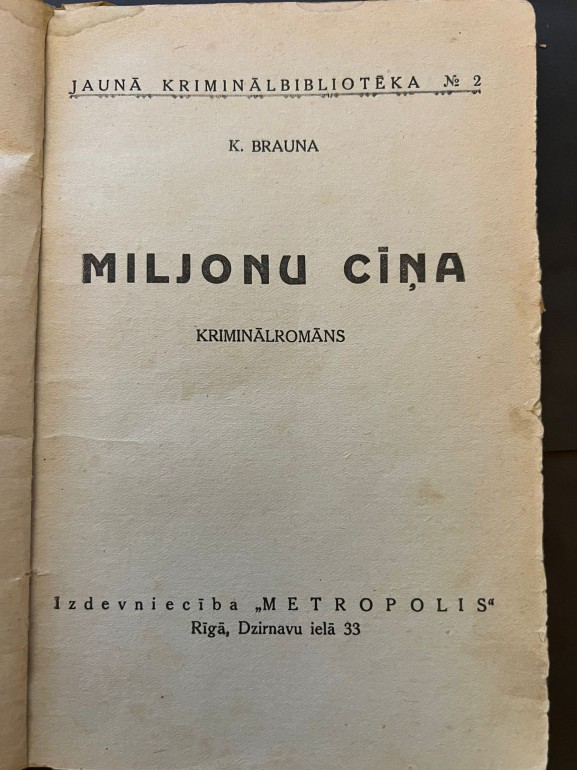 JAUNĀ KRIMINĀLBIBLIOTĒKA № 2
K. BRAUNA
MILJONU CĪŅA
KRIMINĀLROMĀNS
Izdevniecība „METROPOLIS“
Rīgā, Dzirnavu ielā 33